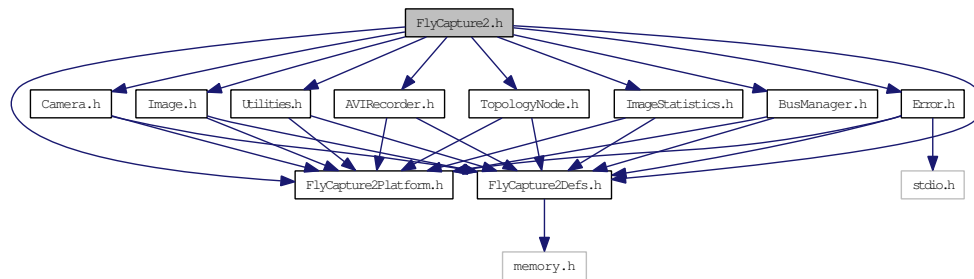 FlyCapture2.h
Camera.h
Image.h
Utilities.h
AVIRecorder.h
TopologyNode.h
ImageStatistics.h
BusManager.h
Error.h
FlyCapture2Platform.h
FlyCapture2Defs.h
stdio.h
memory.h